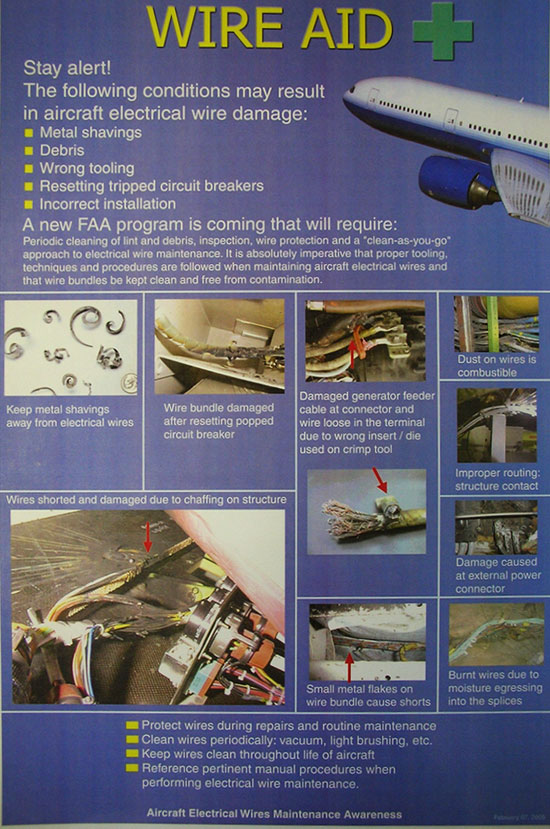 WIRE AID
Stay alert!
The following conditions may result
in aircraft electrical wire damage:
Metal shavings
Debris
Wrong tooling
Resetting tripped circuit breakers
Incorrect installation
A new FAA program is coming that will require:
Periodic cleaning of lint and debris, inspection, wire protection and a "clean-as-you-go"
approach to electrical wire maintenance. It is absolutely imperative that proper tooling,
techniques and procedures are followed when maintaining aircraft electrical wires and
that wire bundles be kept clean and free from contamination.
Keep metal shavings
away from electrical wires
Wire bundle damaged
after resetting popped
circuit breaker
Damaged generator feeder
cable at connector and
wire loose in the terminal
due to wrong insert / die
used on crimp tool
Dust on wires is
combustible
Improper routing:
structure contact
Wires shorted and damaged due to chaffing on structure
Damage caused
at external power
connector
Small metal flakes on
wire bundle cause shorts
Burnt wires due to
moisture egressing
into the splices
Protect wires during repairs and routine maintenance
Clean wires periodically: vacuum, light brushing, etc.
Keep wires clean throughout life of aircraft
Reference pertinent manual procedures when
performing electrical wire maintenance.
Aircraft Electrical Wires Maintenance Awareness